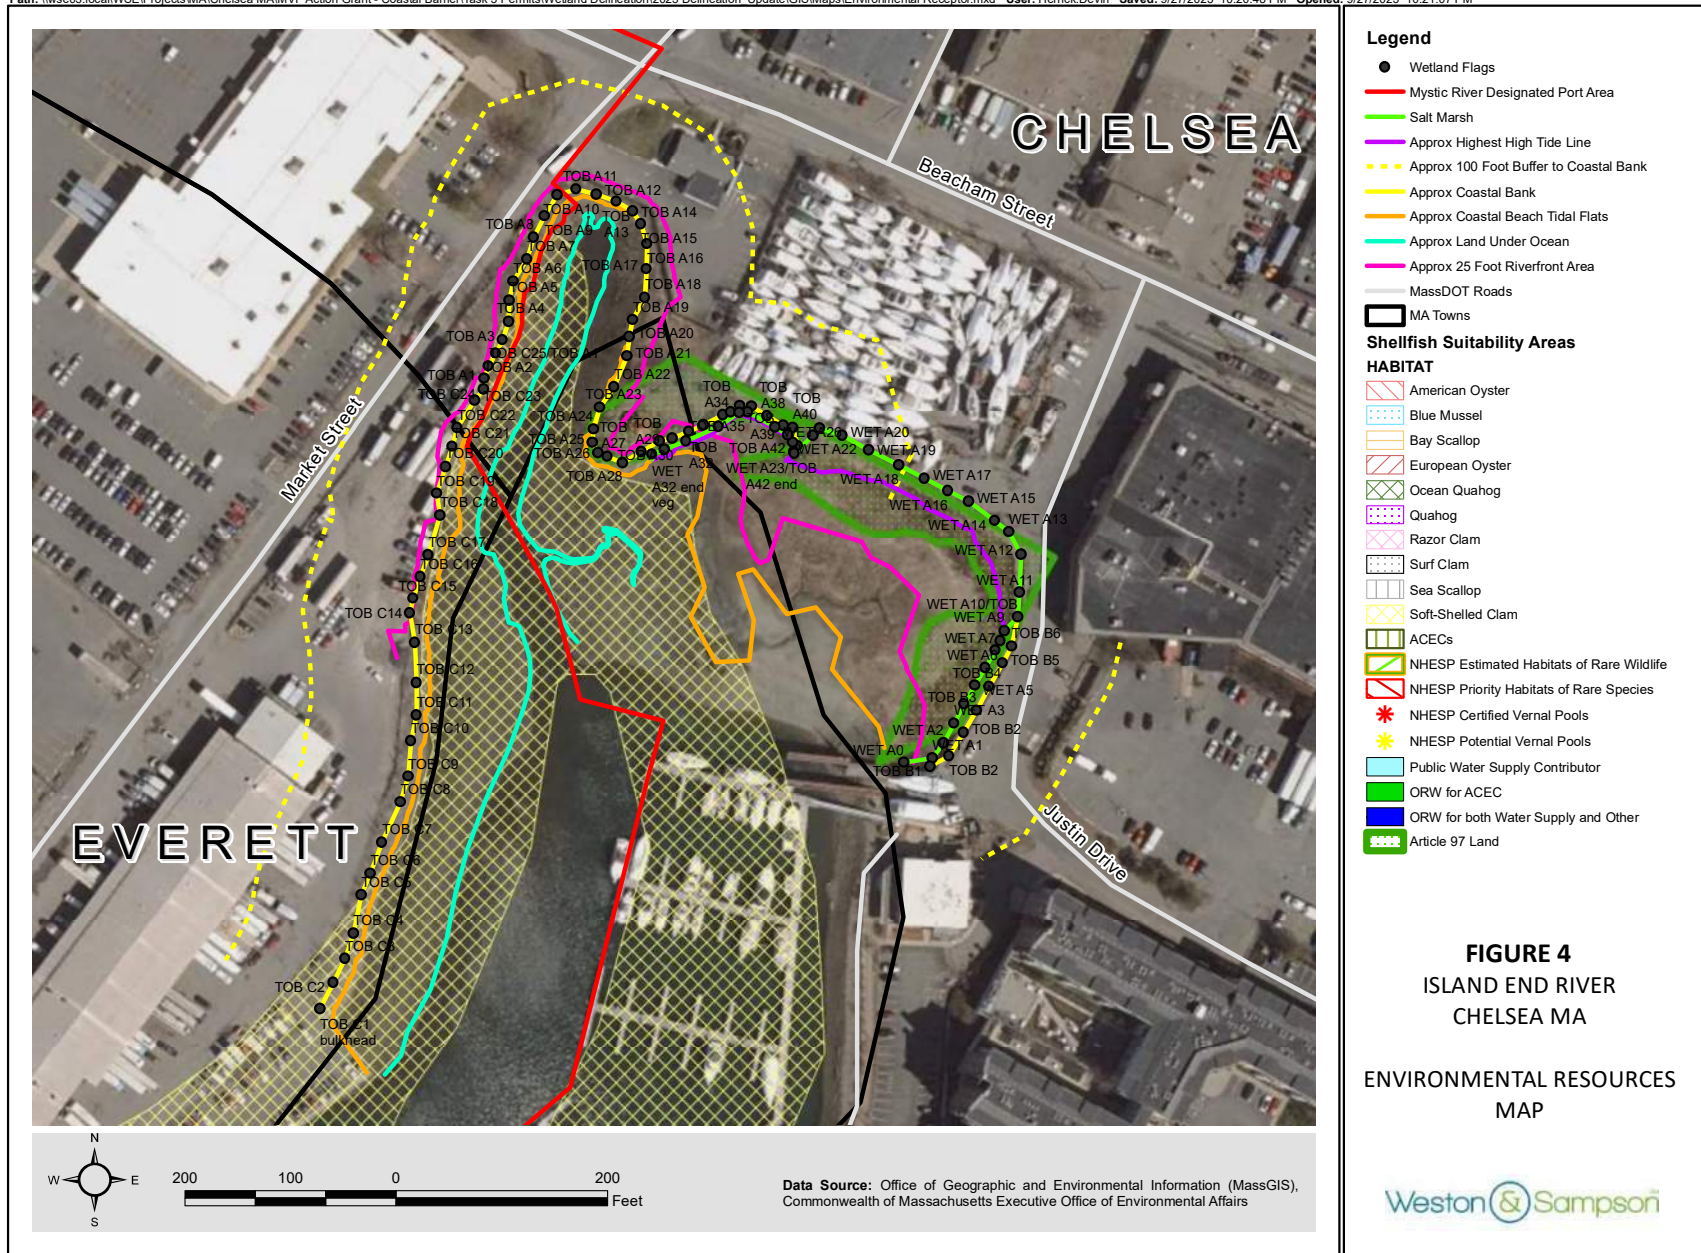 CHELSEA
Beacham Street
Market Street
EVERETT
Justin Drive
TOB A11
TOB A12
TOB A10
TOB
A13
TOB A14
TOB A8
TOB A9
TOB A7
TOB A15
TOB A16
TOB A17
TOB A6
TOB A5
TOB A18
TOB A4
TOB A19
TOB A3
TOB A20
TOB C25/TOB A1
TOB A21
TOB A2
TOB A1
TOB A22
TOB C24
TOB C23
TOB A23
TOB
A34
TOB
A38
TOB
A40
TOB C22
TOB A24
TOB C21
TOB A25
TOB
A27
TOB A26
TOB C20
TOB A28
A35
A39
WET A20
TOB A42
WET A22
WET A19
WET A23/TOB
A42 end
WET A18
WET A17
WET
A32 end
veg
TOB C19
TOB C18
WET A16
WET A15
WET A14
WET A13
WET A12
TOB C17
TOB C16
TOB C15
WET A11
TOB C14
WET A10/TOB
WET A9
TOB C13
WET A7
TOB B6
TOB B5
TOB C12
TOB B4
WET A5
TOB B3
WET A3
TOB C11
TOB C10
WET A2
TOB B2
WET A0
WET A1
TOB B1
TOB B2
TOB C9
TOB C8
TOB C7
TOB C6
TOB C5
TOB C4
TOB C3
TOB C2
TOB C1
bulkhead
Legend
Wetland Flags
Mystic River Designated Port Area
Salt Marsh
Approx Highest High Tide Line
Approx 100 Foot Buffer to Coastal Bank
Approx Coastal Bank
Approx Coastal Beach Tidal Flats
Approx Land Under Ocean
Approx 25 Foot Riverfront Area
MassDOT Roads
MA Towns
Shellfish Suitability Areas
HABITAT
American Oyster
Blue Mussel
Bay Scallop
European Oyster
Ocean Quahog
Quahog
Razor Clam
Surf Clam
Sea Scallop
Soft-Shelled Clam
ACECs
NHESP Estimated Habitats of Rare Wildlife
NHESP Priority Habitats of Rare Species
NHESP Certified Vernal Pools
NHESP Potential Vernal Pools
Public Water Supply Contributor
ORW for ACEC
ORW for both Water Supply and Other
Article 97 Land
FIGURE 4
ISLAND END RIVER
CHELSEA MA
ENVIRONMENTAL RESOURCES
MAP
Weston & Sampson
N
W E
S
200 100 0 200
Feet
Data Source: Office of Geographic and Environmental Information (MassGIS),
Commonwealth of Massachusetts Executive Office of Environmental Affairs